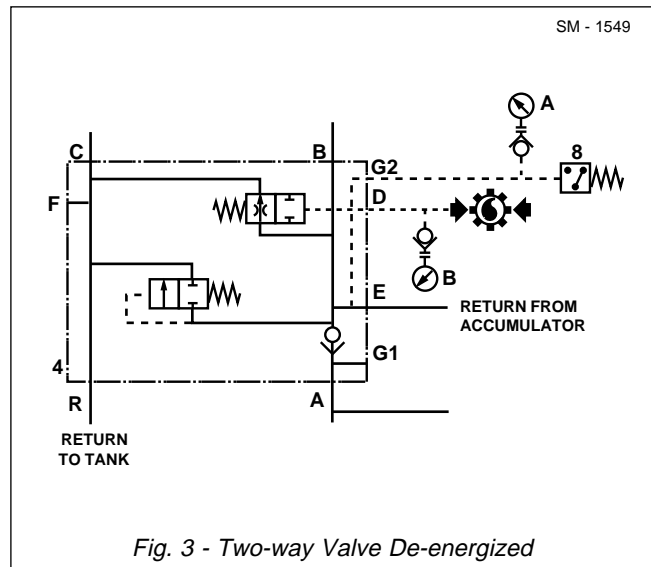 SM - 1549
A
C
B
G2
8
F
D
B
E
RETURN FROM
ACCUMULATOR
G1
4
R
A
RETURN
TO TANK
Fig. 3 - Two-way Valve De-energized